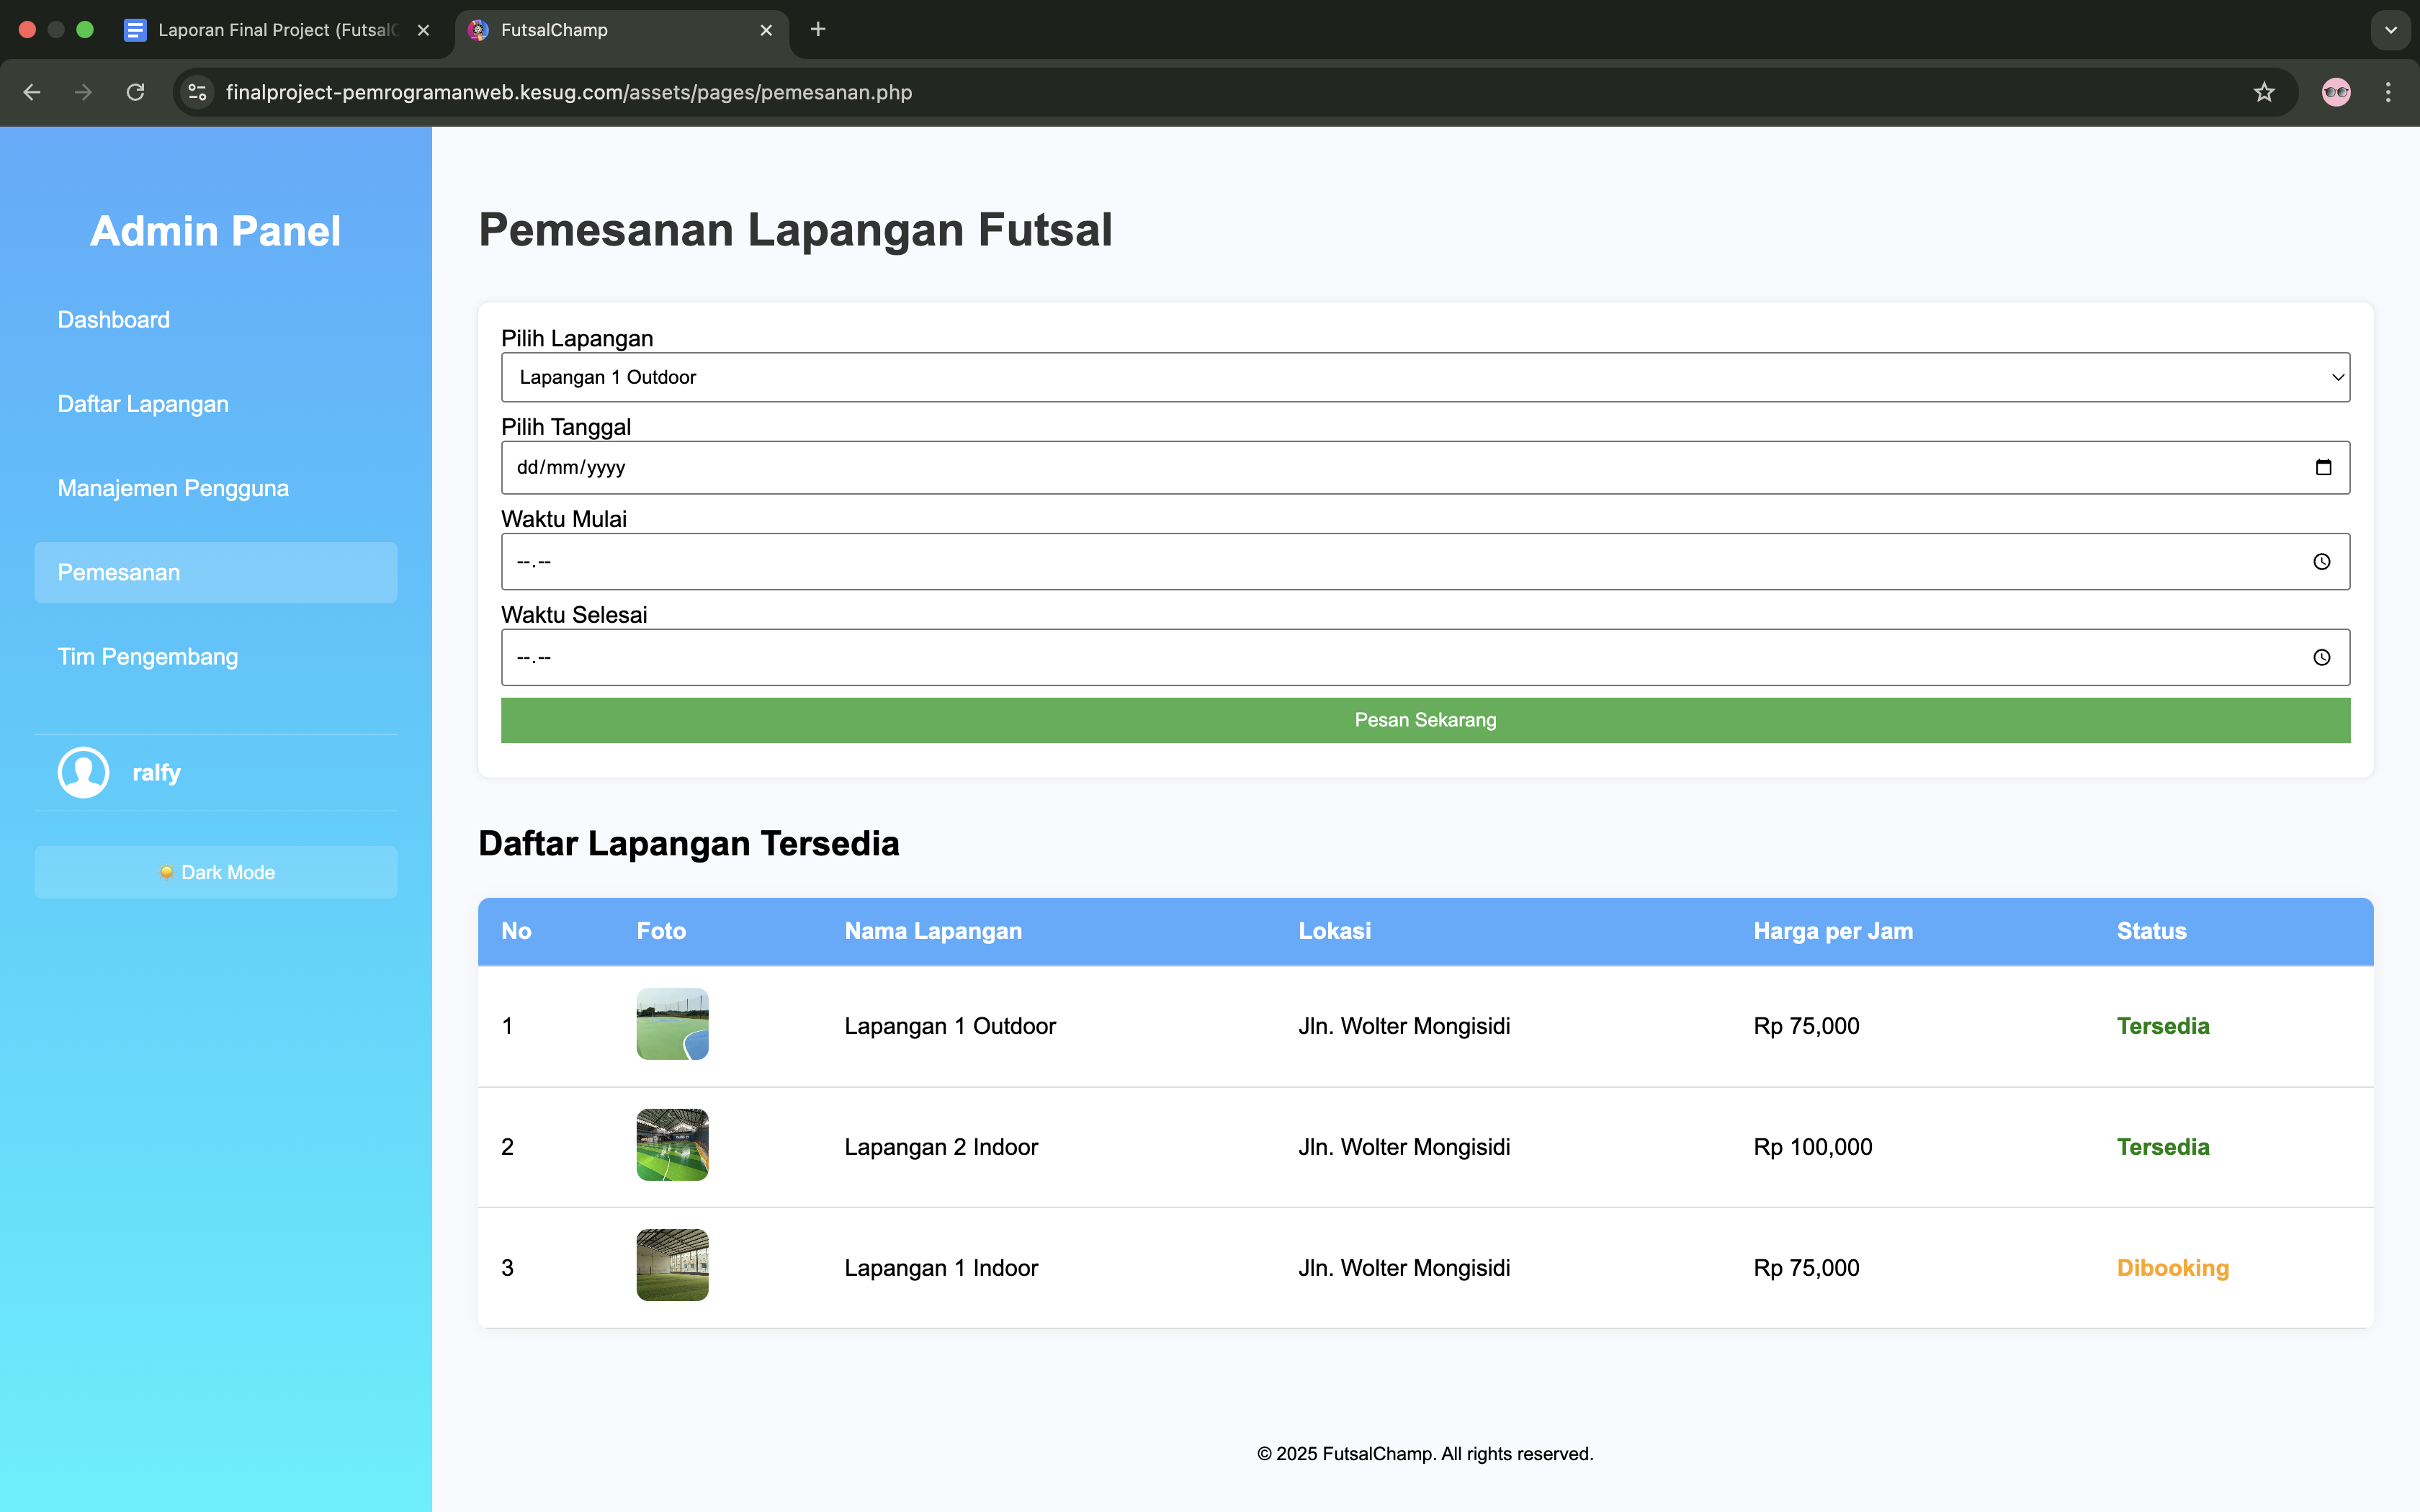 Laporan Final Project (FutsalC
FutsalChamp
finalproject-pemrogramanweb.kesug.com/assets/pages/pemesanan.php
Admin Panel
Dashboard
Daftar Lapangan
Manajemen Pengguna
Pemesanan
Tim Pengembang
ralfy
Dark Mode
Pemesanan Lapangan Futsal
Pilih Lapangan
Lapangan 1 Outdoor
Pilih Tanggal
dd/mm/yyyy
Waktu Mulai
--.--
Waktu Selesai
--.--
Pesan Sekarang
Daftar Lapangan Tersedia
No Foto Nama Lapangan Lokasi Harga per Jam Status
1 Lapangan 1 Outdoor Jln. Wolter Mongisidi Rp 75,000 Tersedia
2 Lapangan 2 Indoor Jln. Wolter Mongisidi Rp 100,000 Tersedia
3 Lapangan 1 Indoor Jln. Wolter Mongisidi Rp 75,000 Dibooking
© 2025 FutsalChamp. All rights reserved.